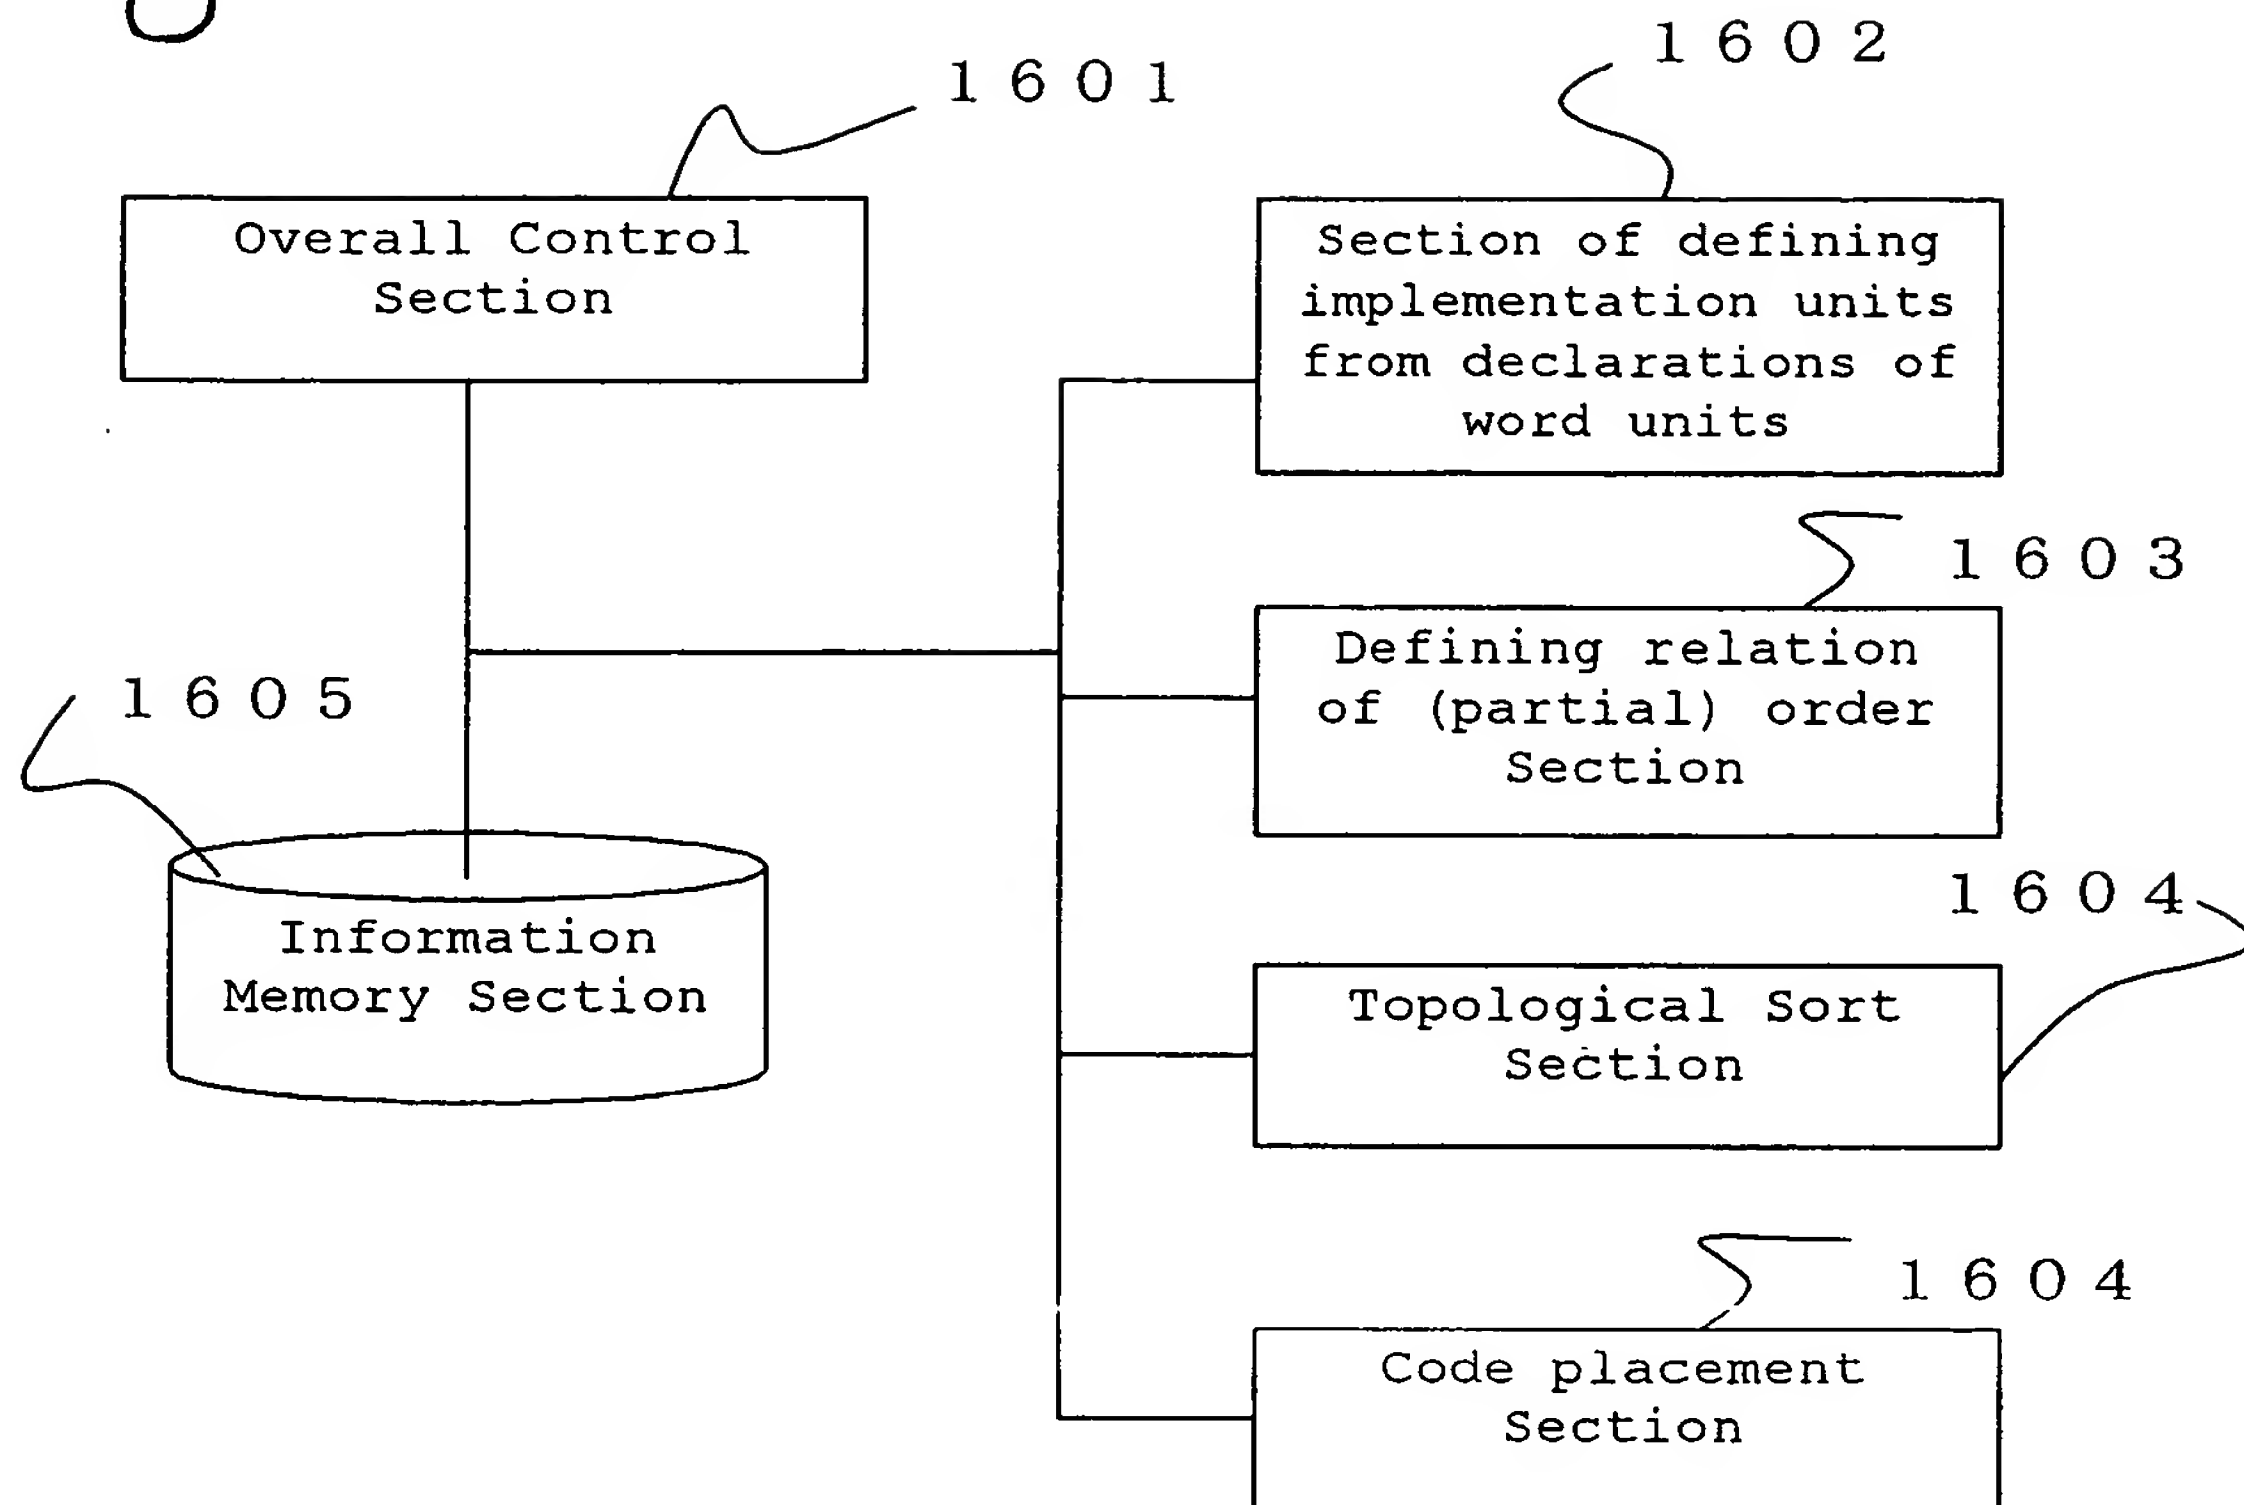 1601
Overall Control
Section
1602
Section of defining
implementation units
from declarations of
word units
1603
Defining relation
of (partial) order
Section
1605
Information
Memory Section
1604
Topological Sort
Section
1604
Code placement
Section